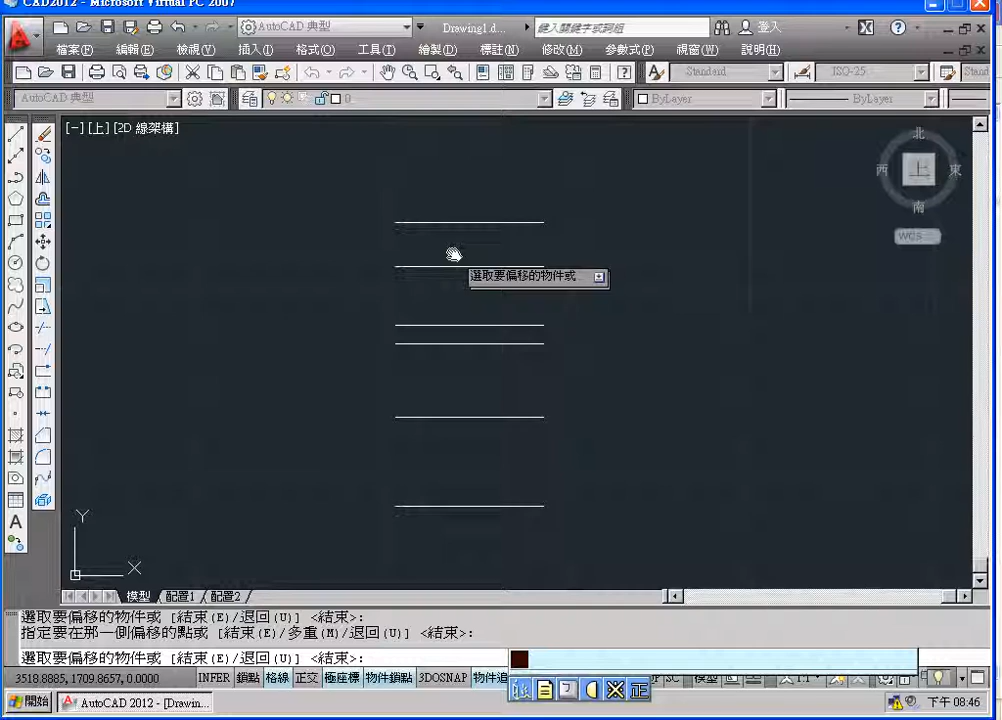 CAD2012 - Microsoft Virtual PC 2007
AutoCAD 典型
Drawing1.d...
鍵入關鍵字或詞組
登入
檔案(F) 編輯(E) 檢視(V) 插入(I) 格式(O) 工具(T) 繪製(D) 標註(N) 修改(M) 參數式(P) 視窗(W) 說明(H)
Standard
ISO-25
Stand
AutoCAD 典型
0
ByLayer
ByLayer
[−] [上] [2D 線架構]
北
西
上
東
南
WCS
選取要偏移的物件或
Y
X
模型 配置1 配置2
選取要偏移的物件或 [結束(E)/退回(U)] <結束>:
指定要在那一側偏移的點或 [結束(E)/多重(M)/退回(U)] <結束>:
選取要偏移的物件或 [結束(E)/退回(U)] <結束>:
3518.8885, 1709.8657, 0.0000
INFER 鎖點 格線 正交 極座標 物件鎖點 3DOSNAP 物件追
SC
模型
開始
AutoCAD 2012 - [Drawin...
下午 08:46